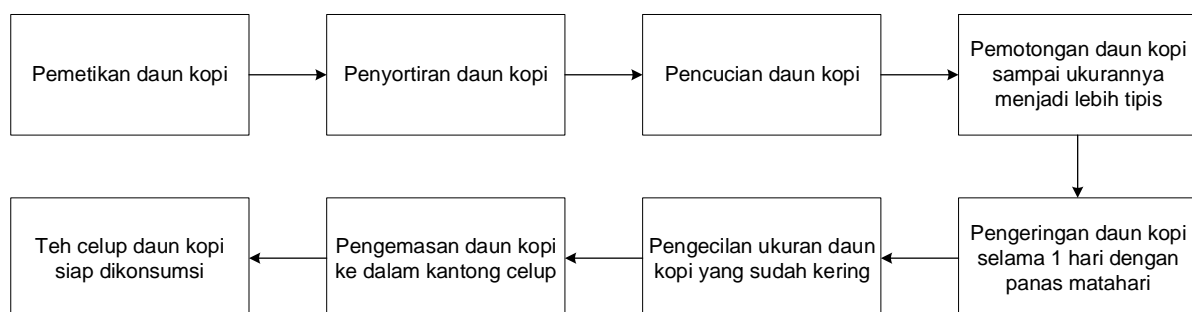 Pemetikan daun kopi
Penyortiran daun kopi
Pencucian daun kopi
Pemotongan daun kopi
sampai ukurannya
menjadi lebih tipis
Pengeringan daun kopi
selama 1 hari dengan
panas matahari
Pengecilan ukuran daun
kopi yang sudah kering
Pengemasan daun kopi
ke dalam kantong celup
Teh celup daun kopi
siap dikonsumsi